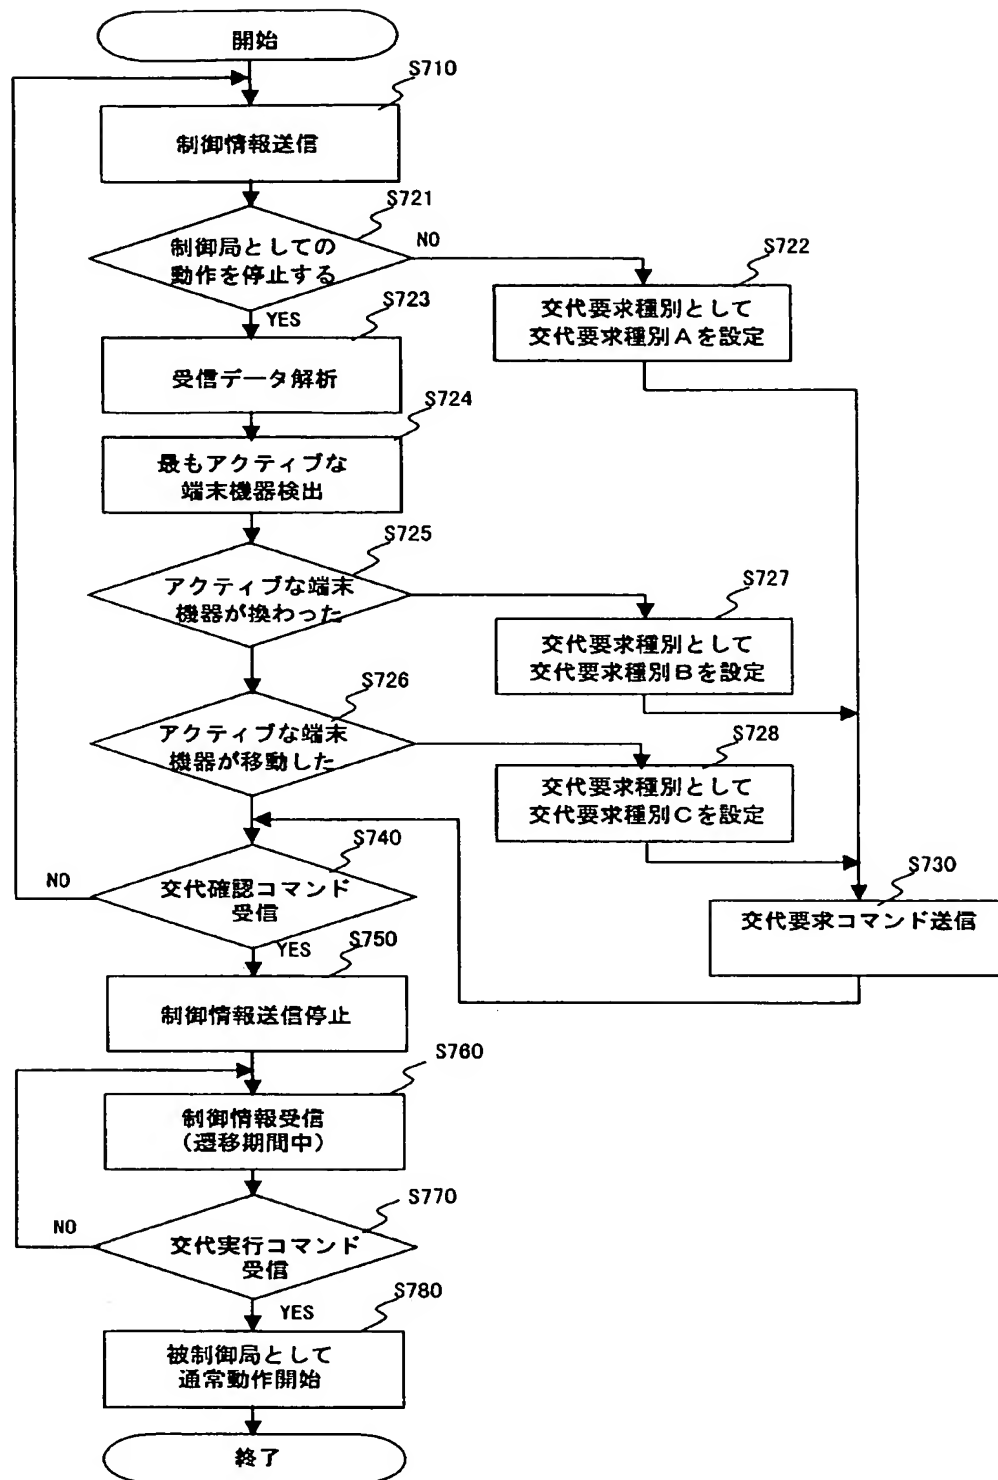 開始
S710
制御情報送信
S721
制御局としての
動作を停止する
NO
YES
S722
交代要求種別として
交代要求種別Aを設定
S723
受信データ解析
S724
最もアクティブな
端末機器検出
S725
アクティブな端末
機器が換わった
S727
交代要求種別として
交代要求種別Bを設定
S726
アクティブな端末
機器が移動した
S728
交代要求種別として
交代要求種別Cを設定
S740
交代確認コマンド
受信
NO
YES
S730
交代要求コマンド送信
S750
制御情報送信停止
S760
制御情報受信
(遷移期間中)
S770
交代実行コマンド
受信
NO
YES
S780
被制御局として
通常動作開始
終了